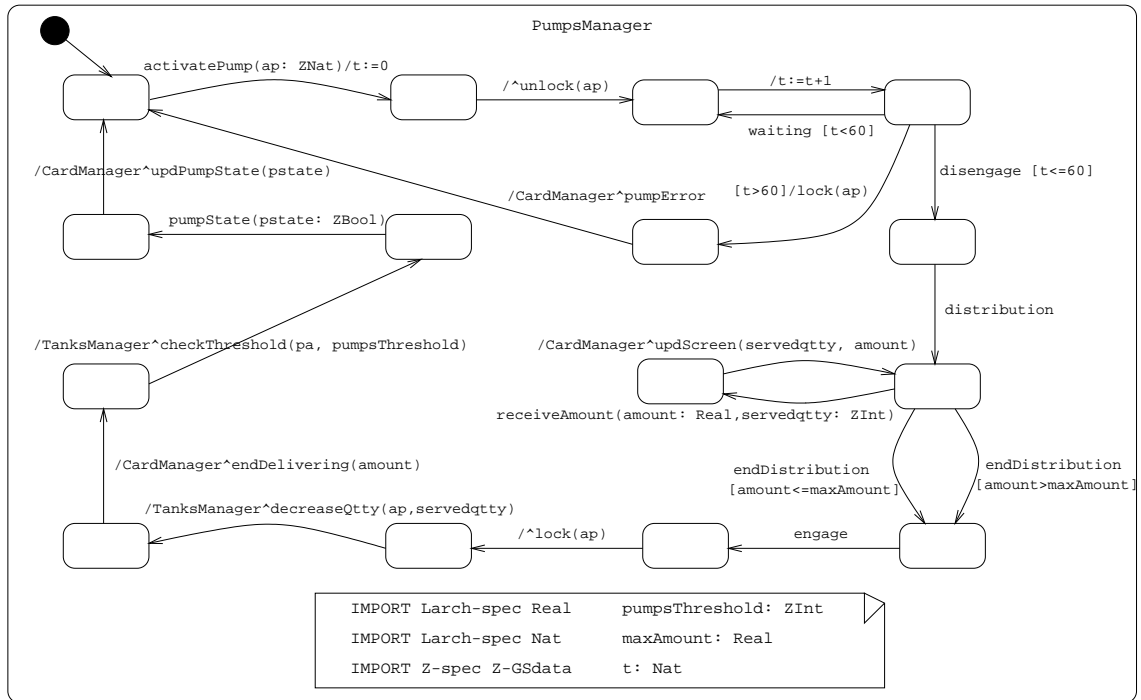 PumpsManager
activatePump(ap: ZNat)/t:=0
/^unlock(ap)
/t:=t+1
waiting [t<60]
/CardManager^updPumpState(pstate)
disengage [t<=60]
[t>60]/lock(ap)
/CardManager^pumpError
pumpState(pstate: ZBool)
distribution
/TanksManager^checkThreshold(pa, pumpsThreshold)
/CardManager^updScreen(servedqtty, amount)
receiveAmount(amount: Real,servedqtty: ZInt)
/CardManager^endDelivering(amount)
endDistribution
[amount<=maxAmount]
endDistribution
[amount>maxAmount]
/TanksManager^decreaseQtty(ap,servedqtty)
/^lock(ap)
engage
IMPORT Larch-spec Real pumpsThreshold: ZInt
IMPORT Larch-spec Nat maxAmount: Real
IMPORT Z-spec Z-GSdata t: Nat